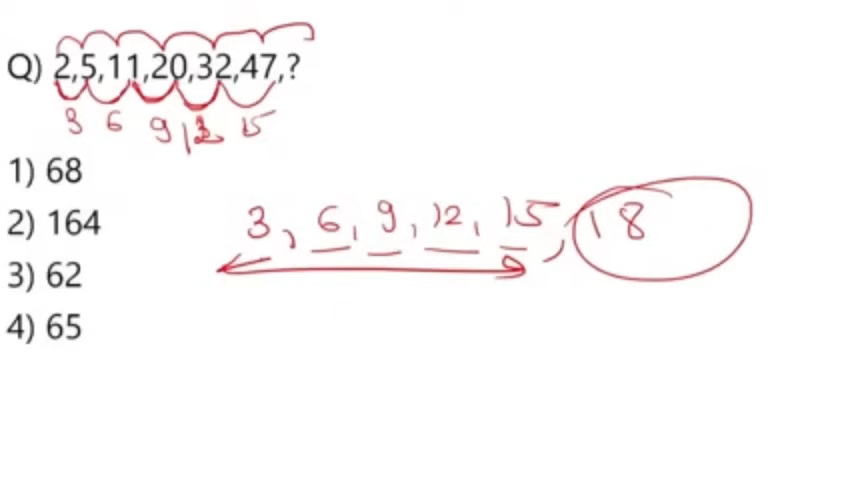 Q) 2,5,11,20,32,47,?
3 6 9 12 15
1) 68
2) 164
3, 6, 9, 12, 15, 18
3) 62
4) 65